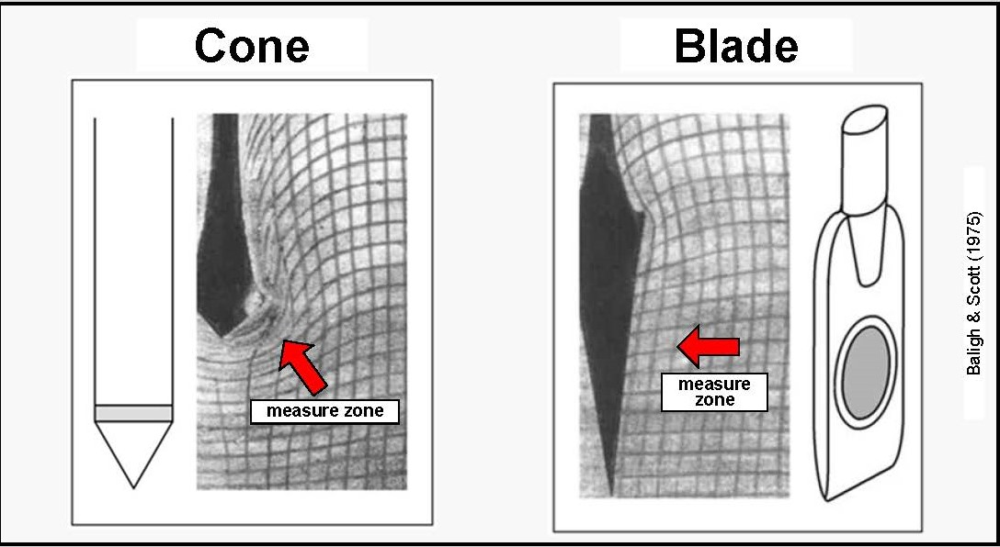 Cone
Blade
measure zone
measure
zone
Baligh & Scott (1975)